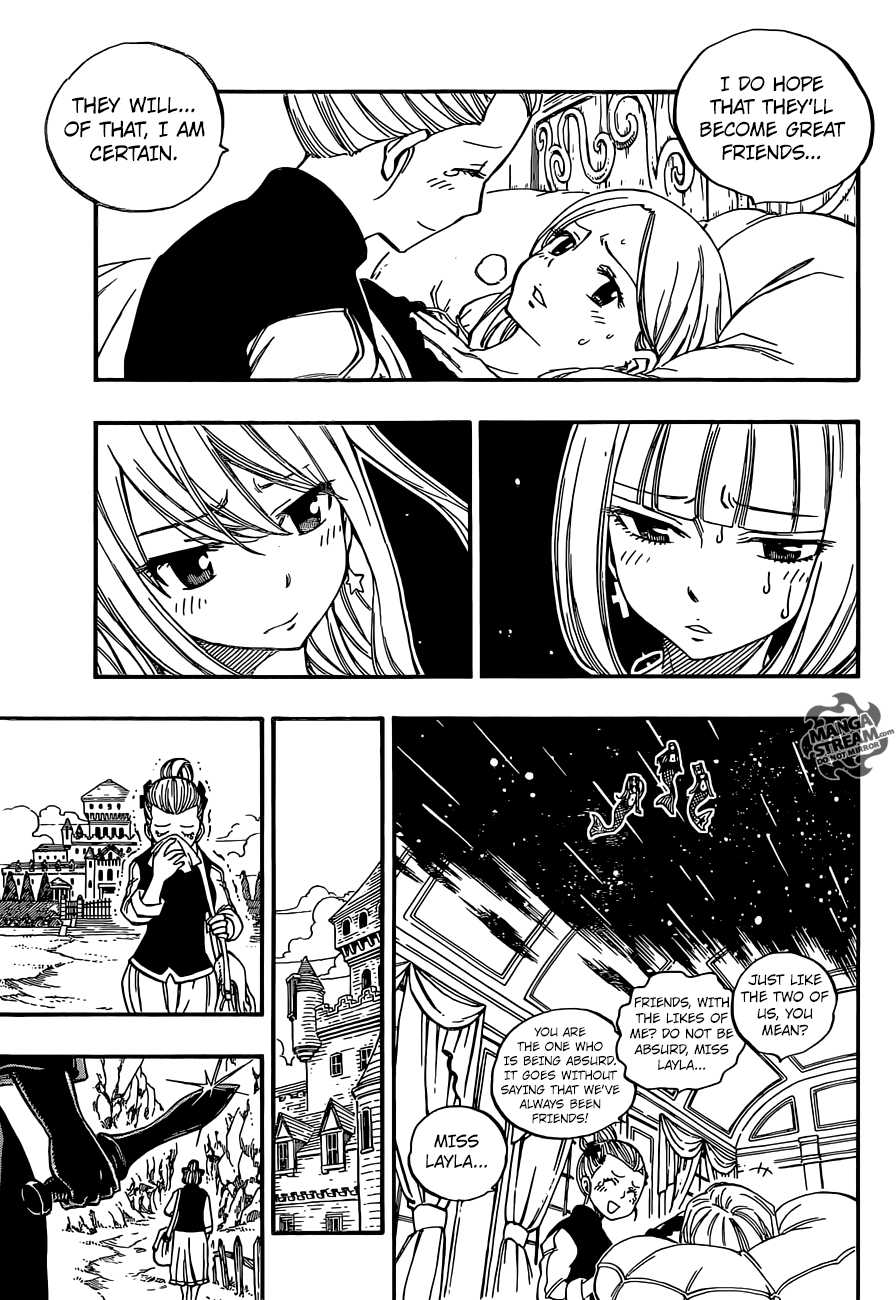 I DO HOPE
THAT THEY'LL
BECOME GREAT
FRIENDS...
THEY WILL...
OF THAT, I AM
CERTAIN.
MANGA
STREAM.com
DO NOT MIRROR
JUST LIKE
THE TWO OF
US, YOU
MEAN?
FRIENDS, WITH
THE LIKES OF
ME? DO NOT BE
ABSURD, MISS
LAYLA...
YOU ARE
THE ONE WHO
IS BEING ABSURD.
IT GOES WITHOUT
SAYING THAT WE'VE
ALWAYS BEEN
FRIENDS!
MISS
LAYLA...